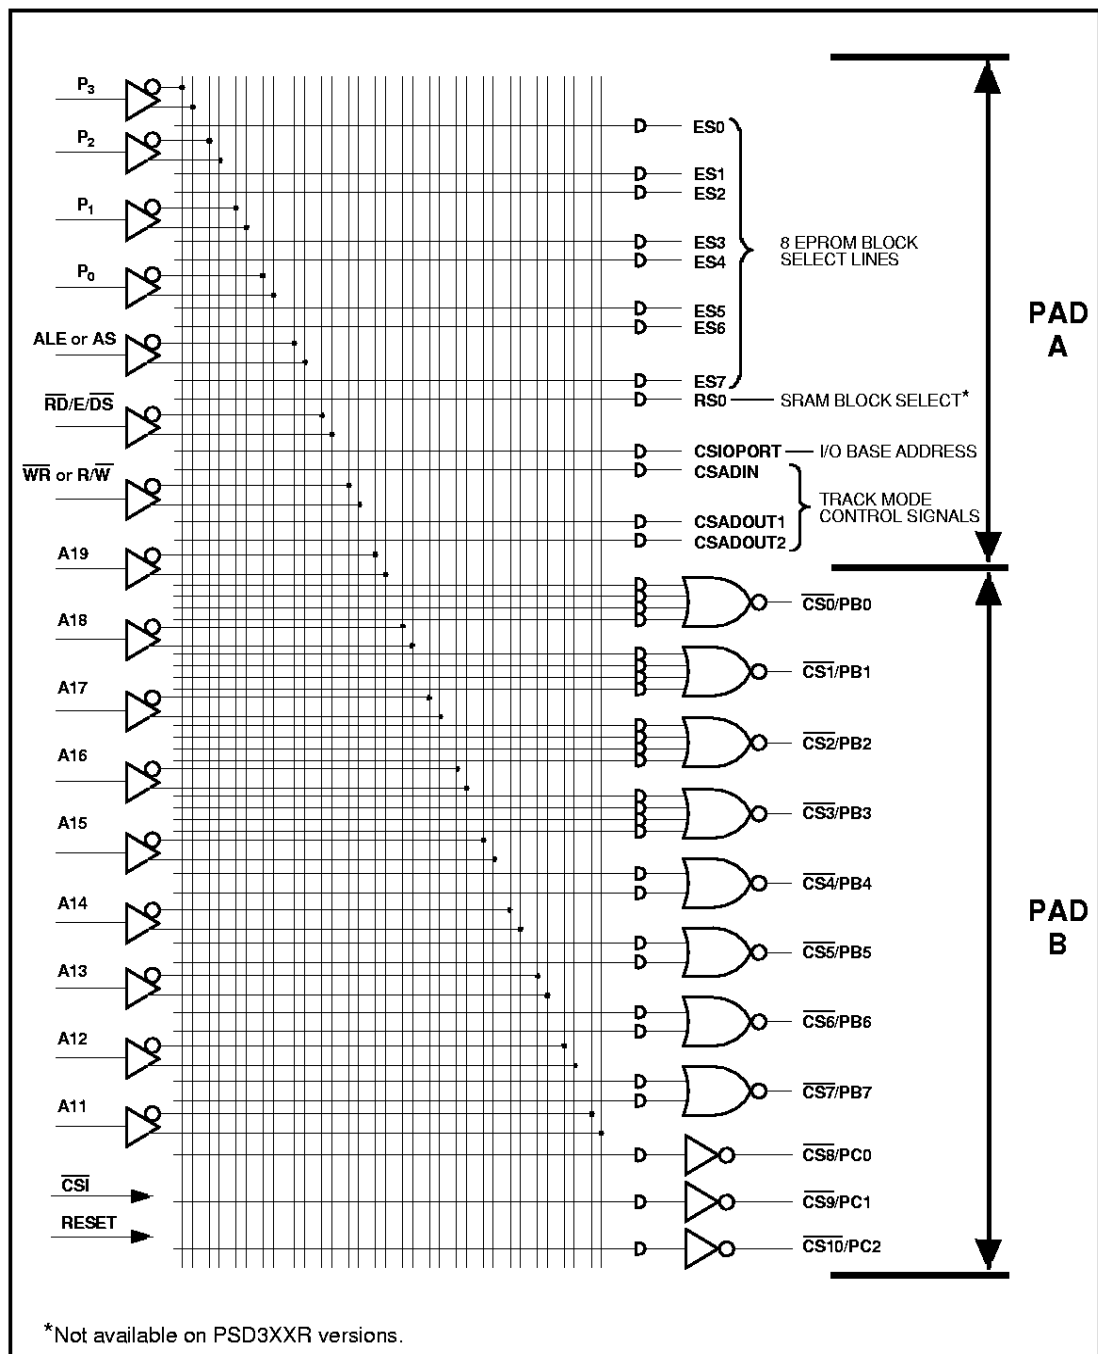 P3
P2
P1
P0
ALE or AS
RD/E/DS
WR or R/W
A19
A18
A17
A16
A15
A14
A13
A12
A11
CSI
RESET
ES0
ES1
ES2
ES3
ES4
ES5
ES6
ES7
8 EPROM BLOCK
SELECT LINES
RS0 SRAM BLOCK SELECT*
CSIOPORT I/O BASE ADDRESS
CSADIN
CSADOUT1
CSADOUT2
TRACK MODE
CONTROL SIGNALS
CS0/PB0
CS1/PB1
CS2/PB2
CS3/PB3
CS4/PB4
CS5/PB5
CS6/PB6
CS7/PB7
CS8/PC0
CS9/PC1
CS10/PC2
PAD
A
PAD
B
*Not available on PSD3XXR versions.